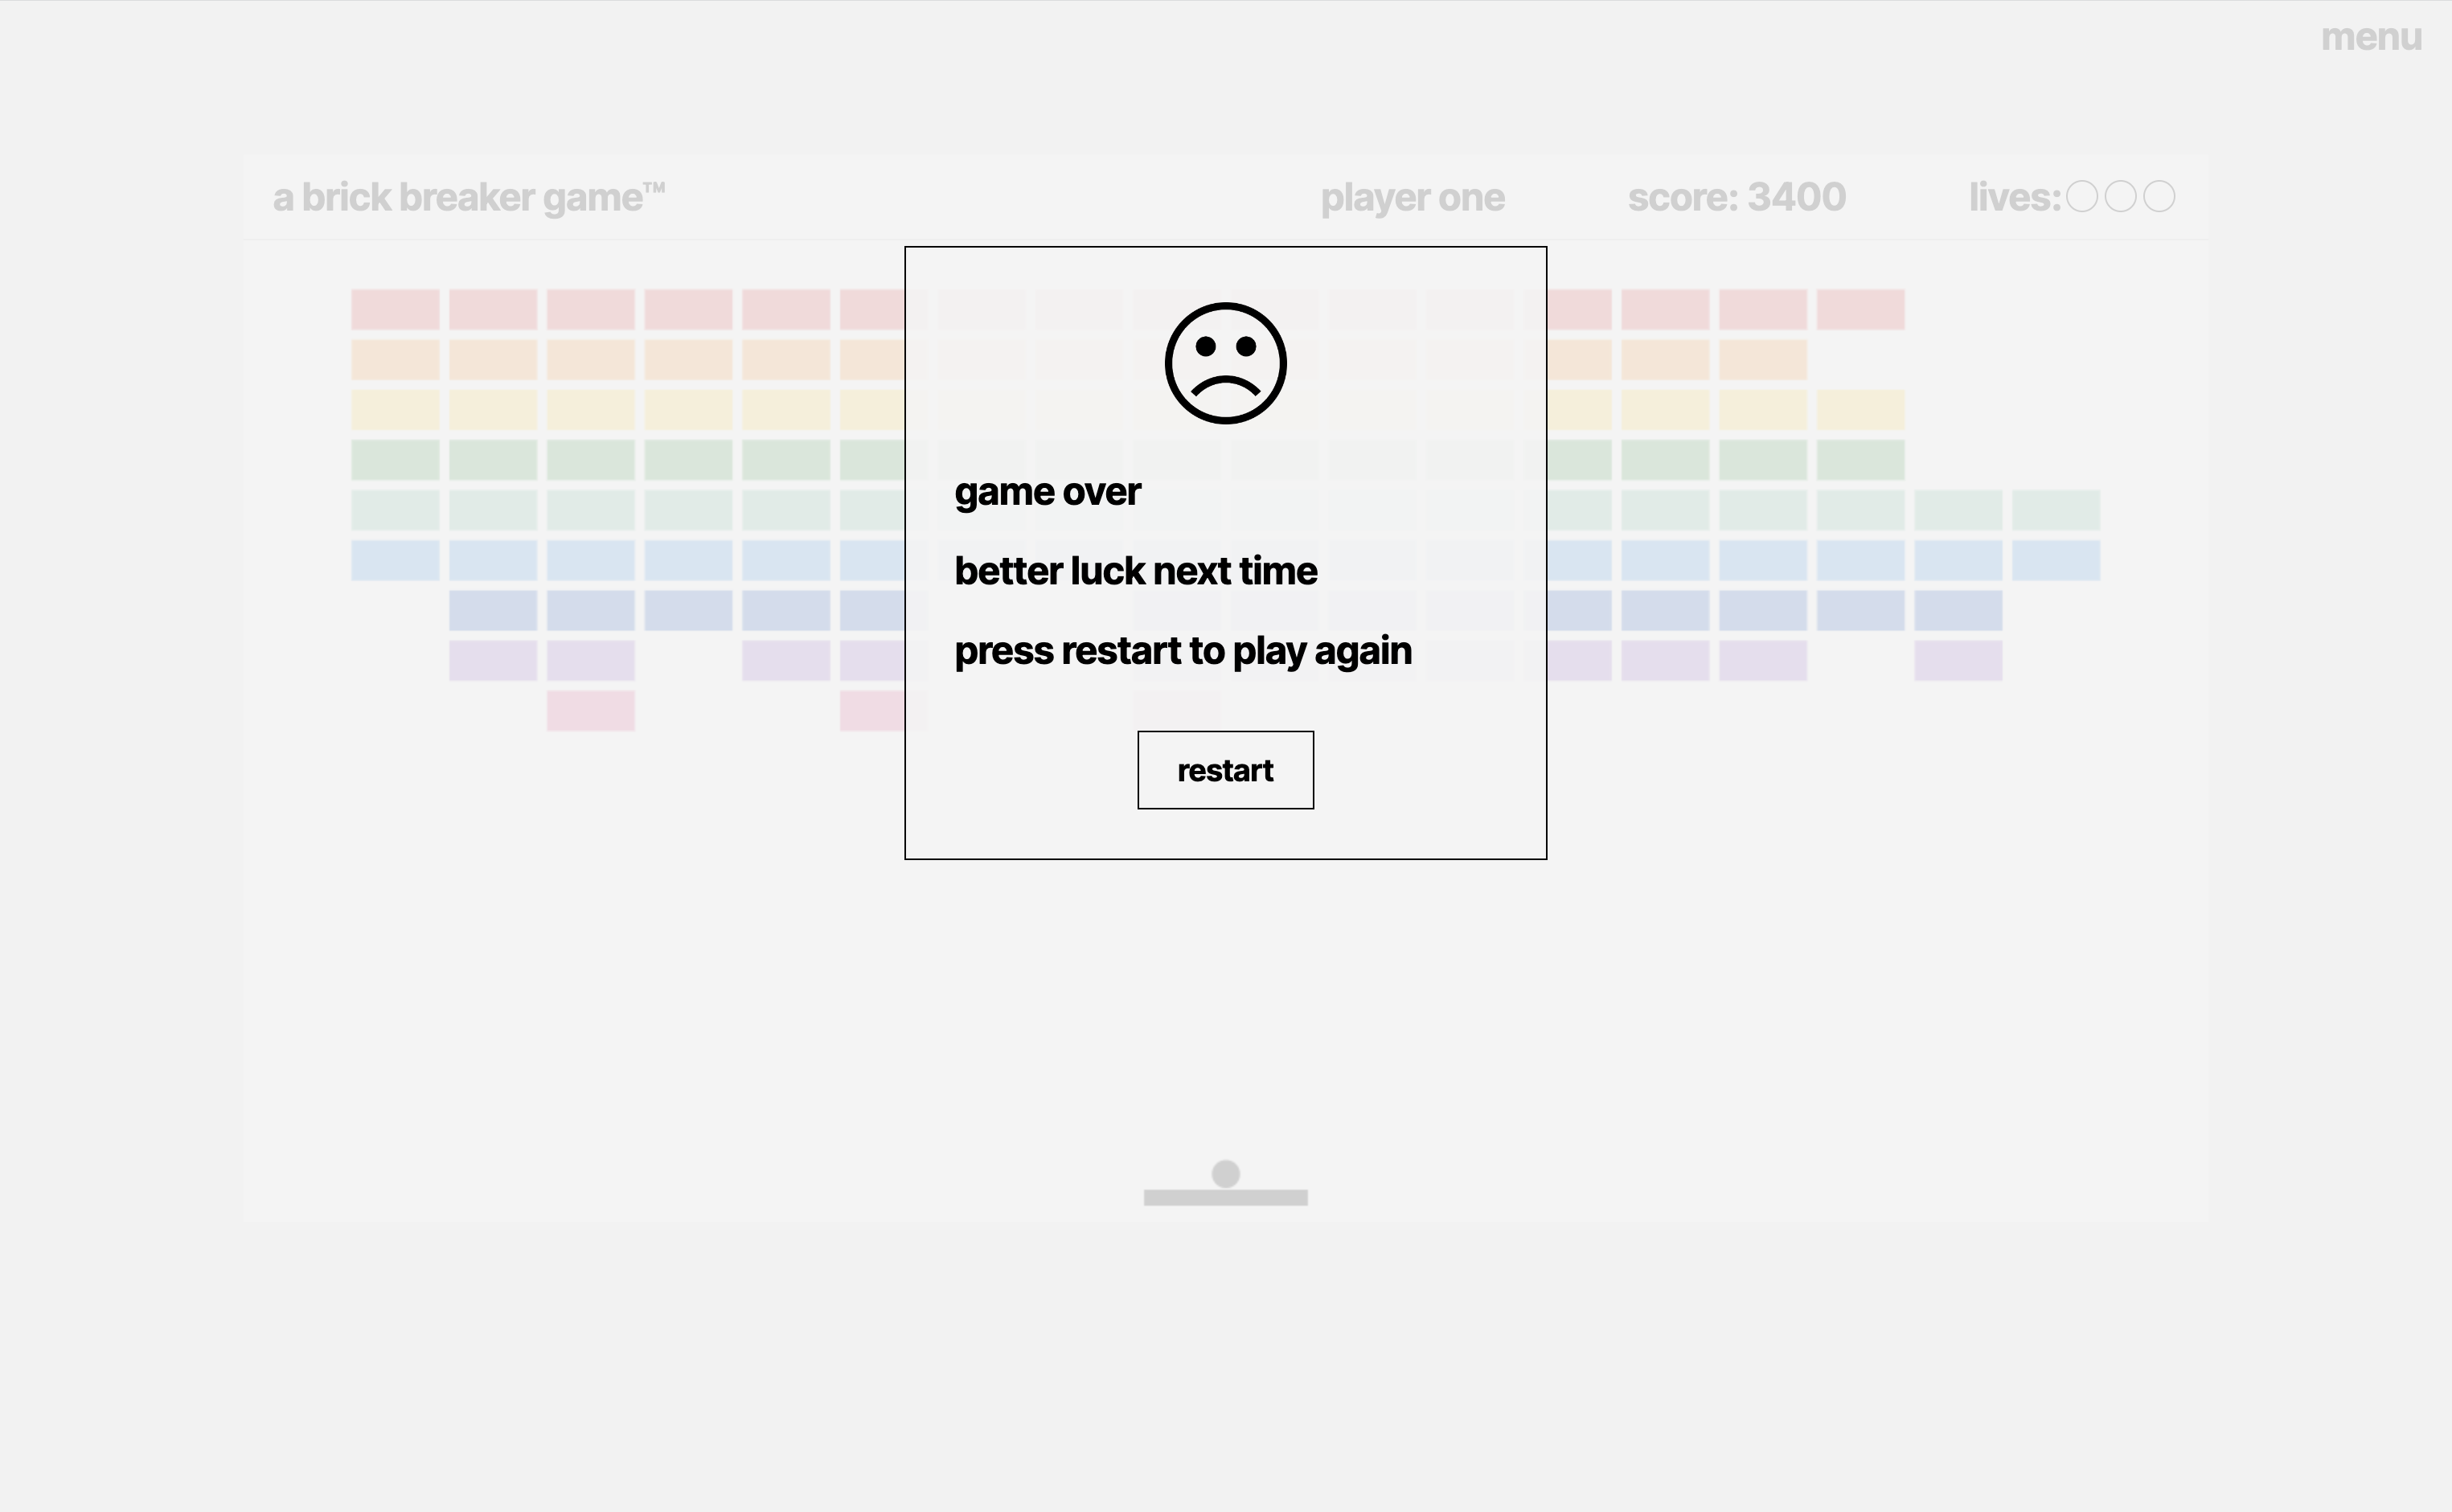 menu
a brick breaker game™ player one score: 3400 lives:
game over
better luck next time
press restart to play again
restart